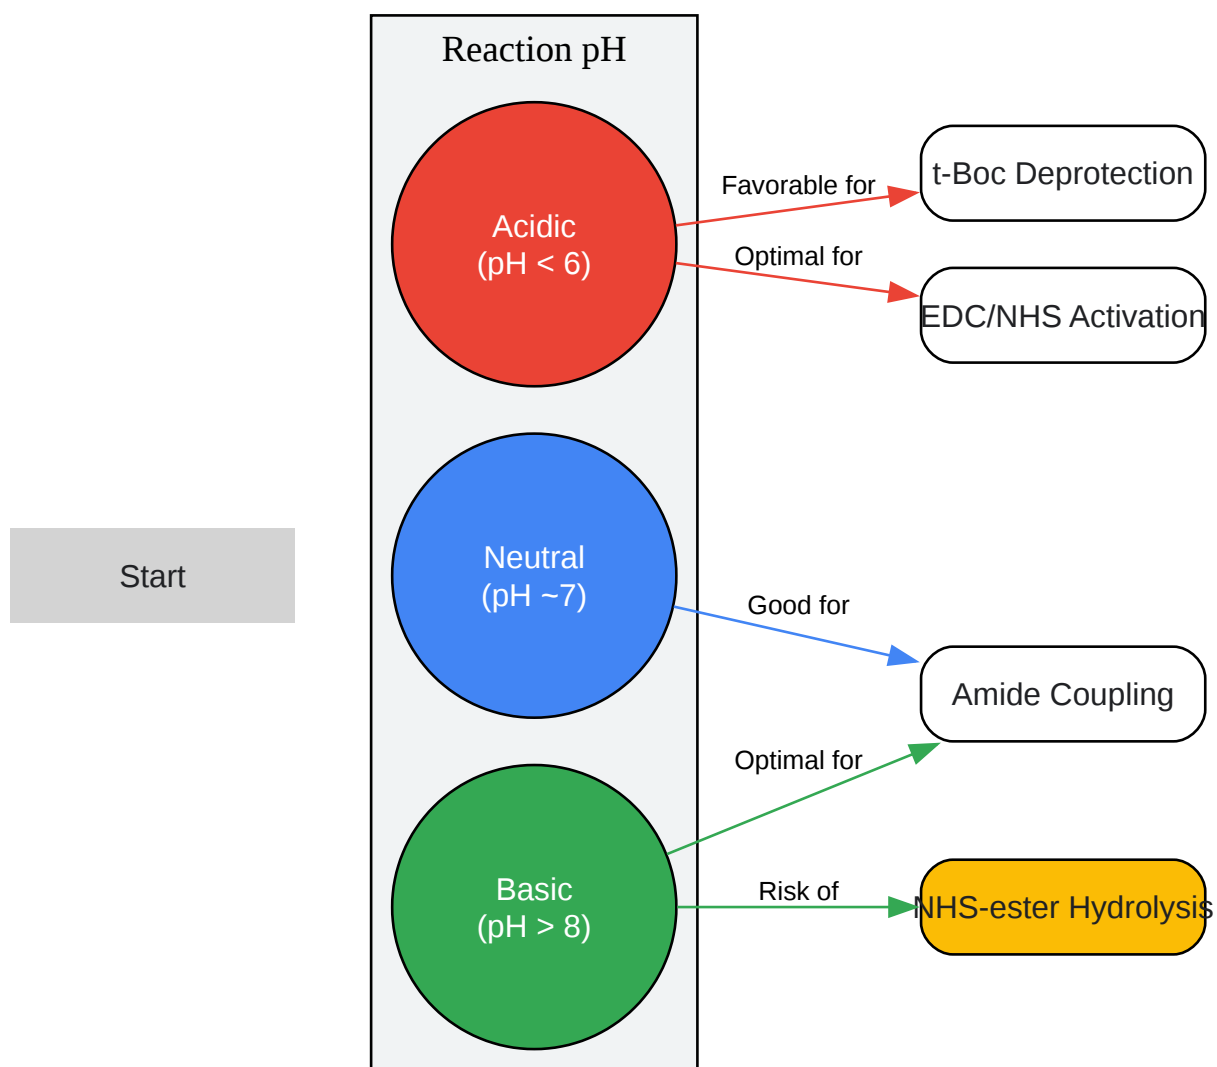 Reaction pH
Acidic
(pH < 6)
Favorable for
t-Boc Deprotection
Optimal for
EDC/NHS Activation
Start
Neutral
(pH ~7)
Good for
Amide Coupling
Optimal for
Basic
(pH > 8)
Risk of
NHS-ester Hydrolysis